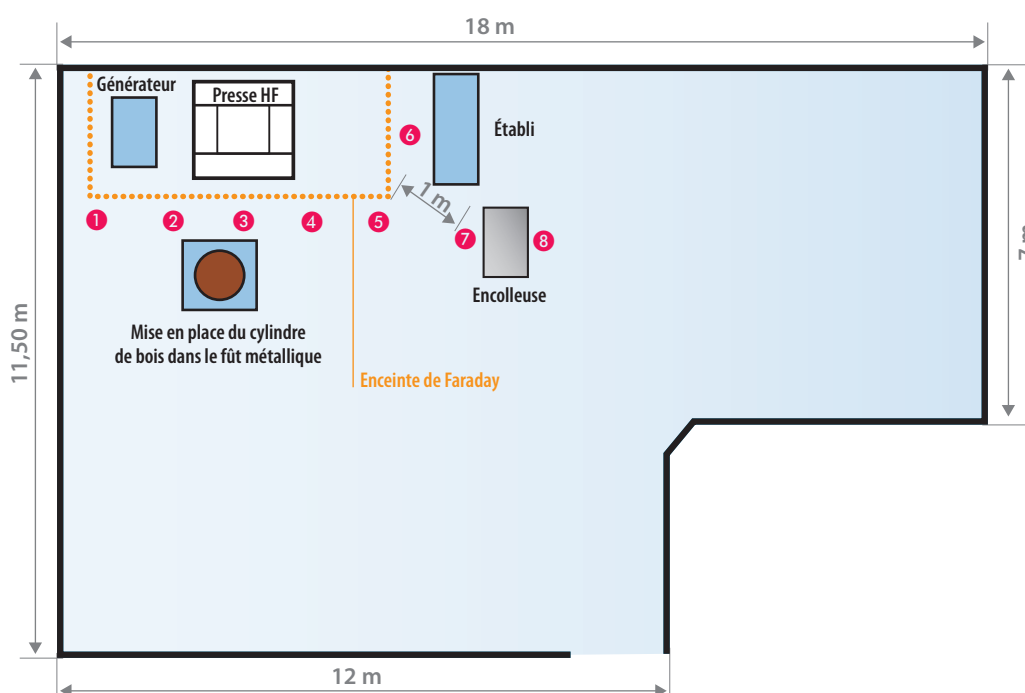 18 m
Générateur
Presse HF
Établi
6
1 m
1
2
3
4
5
7
8
Encolleuse
7 m
11,50 m
Mise en place du cylindre
de bois dans le fût métallique
Enceinte de Faraday
12 m